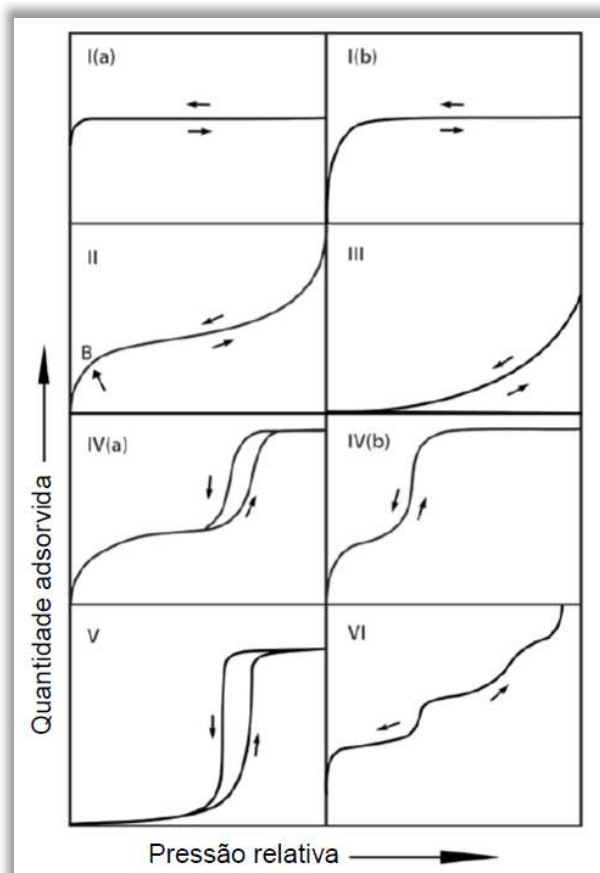 I(a)
I(b)
II
III
B
IV(a)
IV(b)
V
VI
Quantidade adsorvida
Pressão relativa